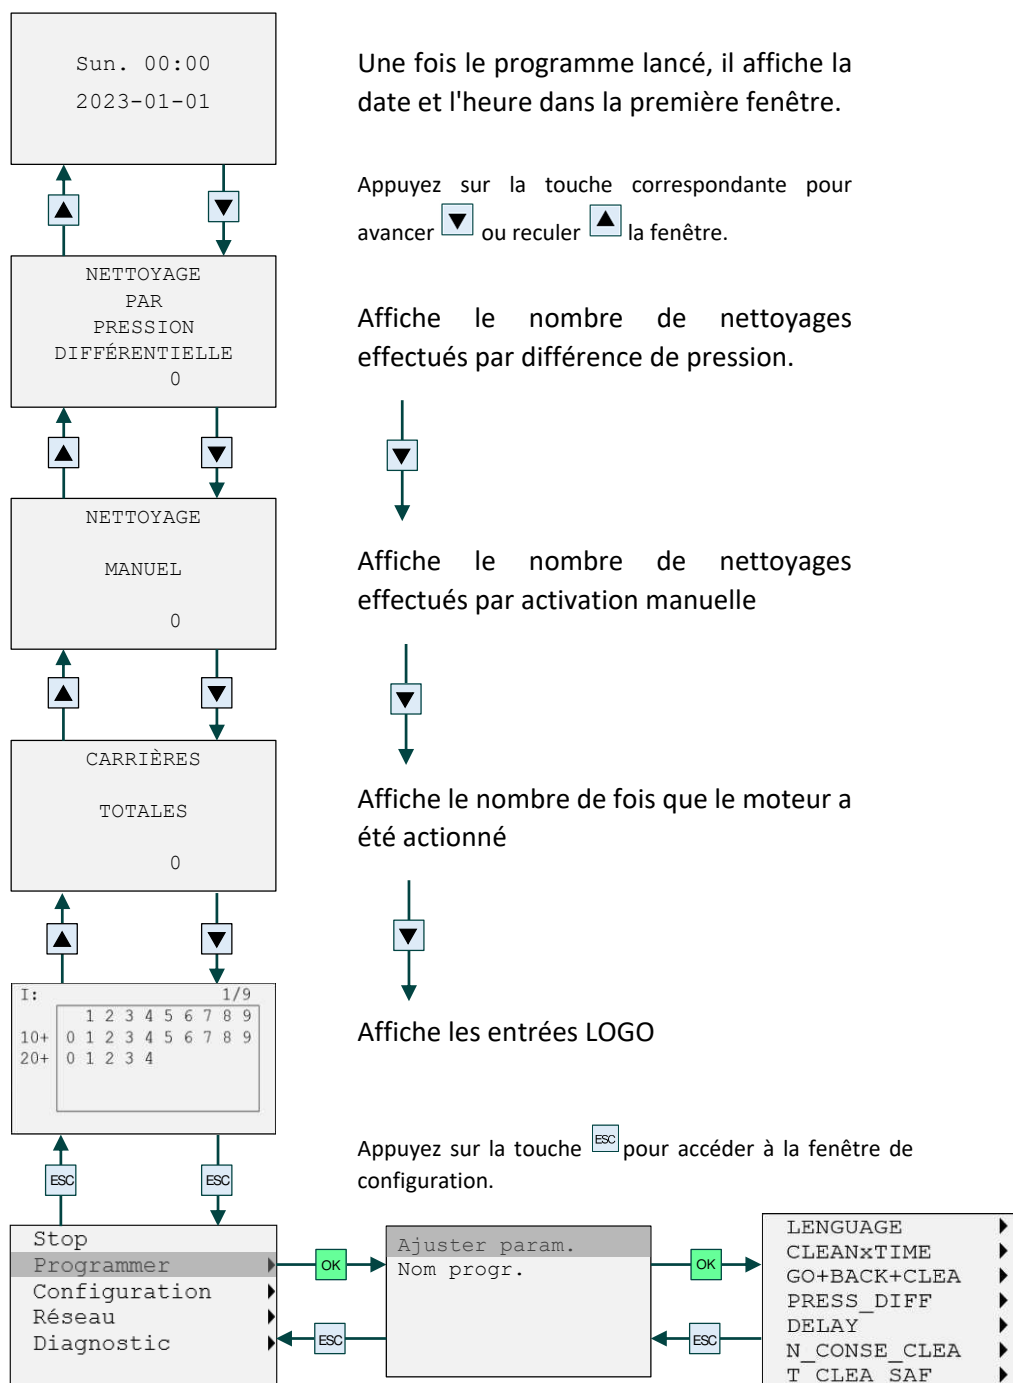 Sun. 00:00
2023-01-01
Une fois le programme lancé, il affiche la
date et l'heure dans la première fenêtre.
Appuyez sur la touche correspondante pour
avancer ▼ ou reculer ▲ la fenêtre.
NETTOYAGE
PAR
PRESSION
DIFFÉRENTIELLE
0
Affiche le nombre de nettoyages
effectués par différence de pression.
NETTOYAGE
MANUEL
0
Affiche le nombre de nettoyages
effectués par activation manuelle
CARRIÈRES
TOTALES
0
Affiche le nombre de fois que le moteur a
été actionné
I: 1/9
1 2 3 4 5 6 7 8 9
10+ 0 1 2 3 4 5 6 7 8 9
20+ 0 1 2 3 4
Affiche les entrées LOGO
Appuyez sur la touche ESC pour accéder à la fenêtre de
configuration.
ESC
ESC
Stop
Programmer
Configuration
Réseau
Diagnostic
OK
ESC
Ajuster param.
Nom progr.
OK
ESC
LENGUAGE
CLEANxTIME
GO+BACK+CLEA
PRESS_DIFF
DELAY
N_CONSE_CLEA
T_CLEA_SAF